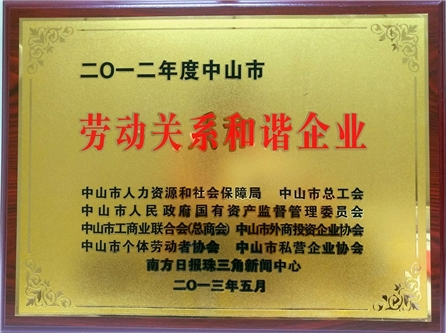 二〇一二年度中山市
劳动关系和谐企业
中山市人力资源和社会保障局 中山市总工会
中山市人民政府国有资产监督管理委员会
中山市工商业联合会(总商会) 中山市外商投资企业协会
中山市个体劳动者协会 中山市私营企业协会
南方日报珠三角新闻中心
二〇一三年五月